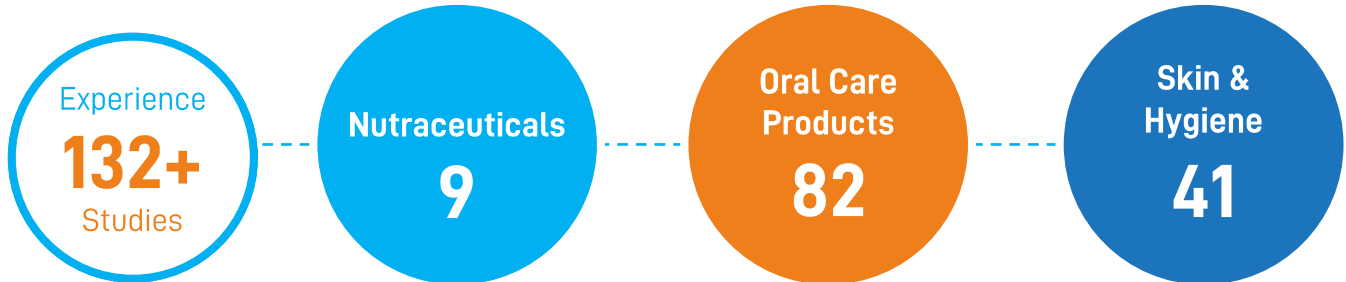 Experience
132+
Studies
Nutraceuticals
9
Oral Care
Products
82
Skin &
Hygiene
41